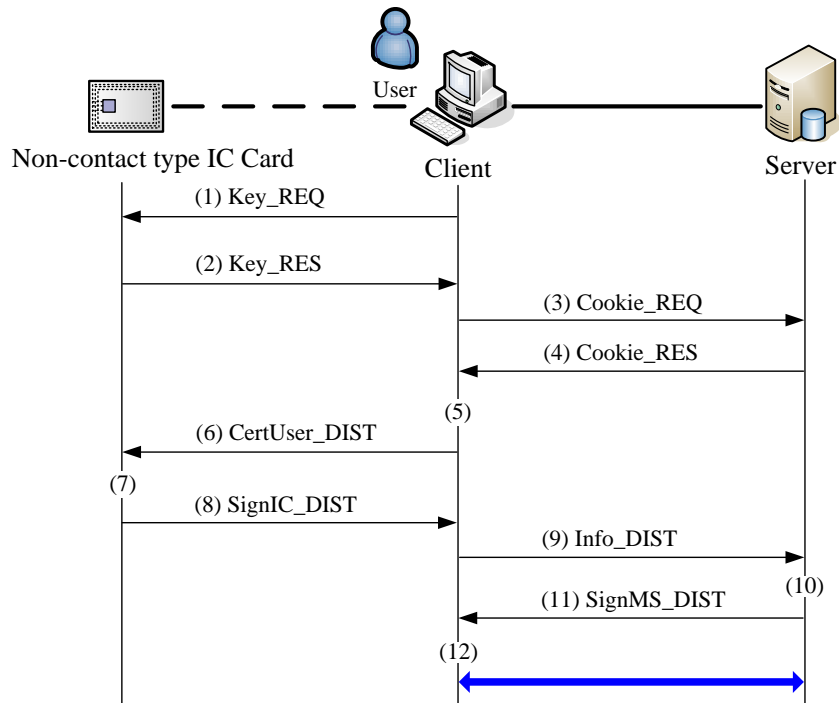 User
Non-contact type IC Card
Client
Server
(1) Key_REQ
(2) Key_RES
(3) Cookie_REQ
(4) Cookie_RES
(5)
(6) CertUser_DIST
(7)
(8) SignIC_DIST
(9) Info_DIST
(10)
(11) SignMS_DIST
(12)